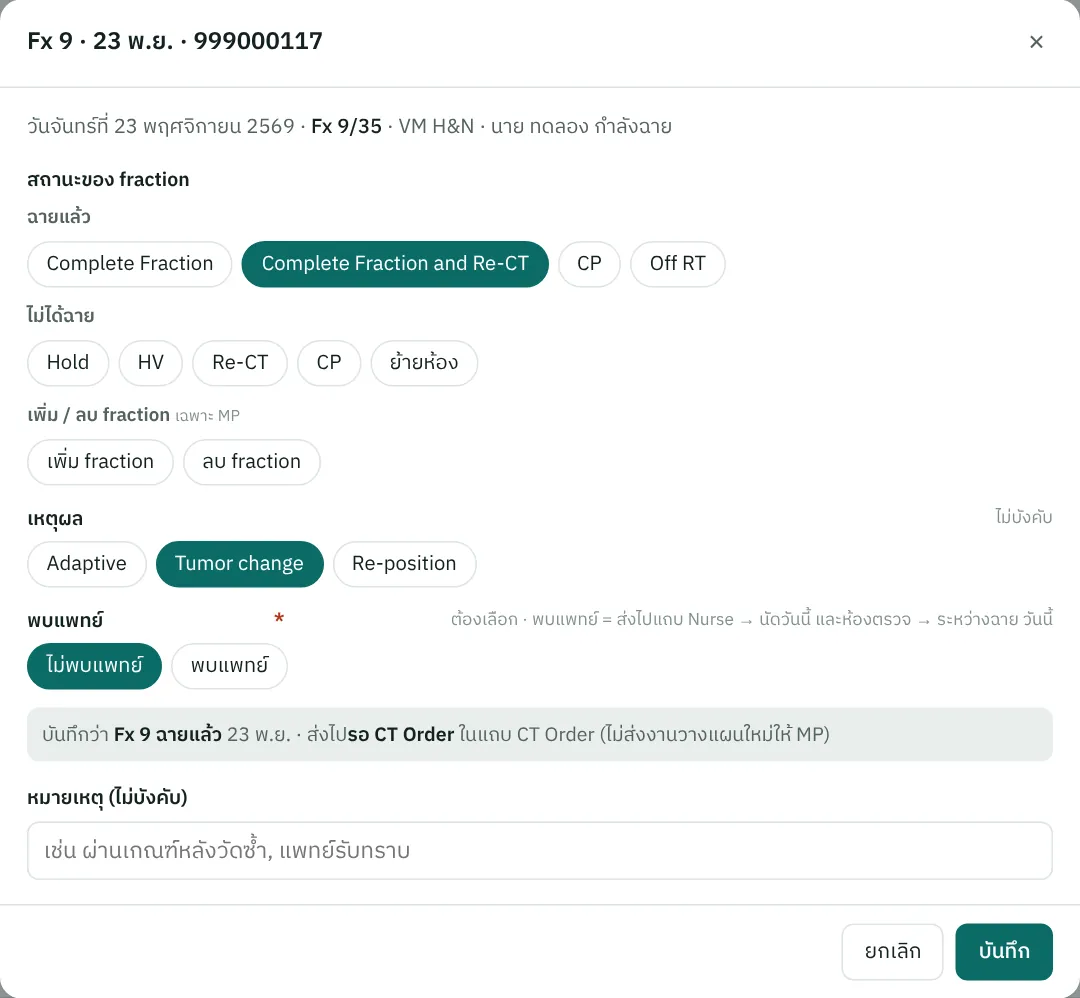 Fx 9 · 23 พ.ย. · 999000117 ×
วันจันทร์ที่ 23 พฤศจิกายน 2569 · Fx 9/35 · VM H&N · นาย ทดลอง กำลังฉาย
สถานะของ fraction
ฉายแล้ว
Complete Fraction Complete Fraction and Re-CT CP Off RT
ไม่ได้ฉาย
Hold HV Re-CT CP ย้ายห้อง
เพิ่ม / ลบ fraction เฉพาะ MP
เพิ่ม fraction ลบ fraction
เหตุผล ไม่บังคับ
Adaptive Tumor change Re-position
พบแพทย์ * ต้องเลือก · พบแพทย์ = ส่งไปแถบ Nurse → นัดวันนี้ และห้องตรวจ → ระหว่างฉาย วันนี้
ไม่พบแพทย์ พบแพทย์
บันทึกว่า Fx 9 ฉายแล้ว 23 พ.ย. · ส่งไปรอ CT Order ในแถบ CT Order (ไม่ส่งงานวางแผนใหม่ให้ MP)
หมายเหตุ (ไม่บังคับ)
เช่น ผ่านเกณฑ์หลังวัดซ้ำ, แพทย์รับทราบ
ยกเลิก บันทึก